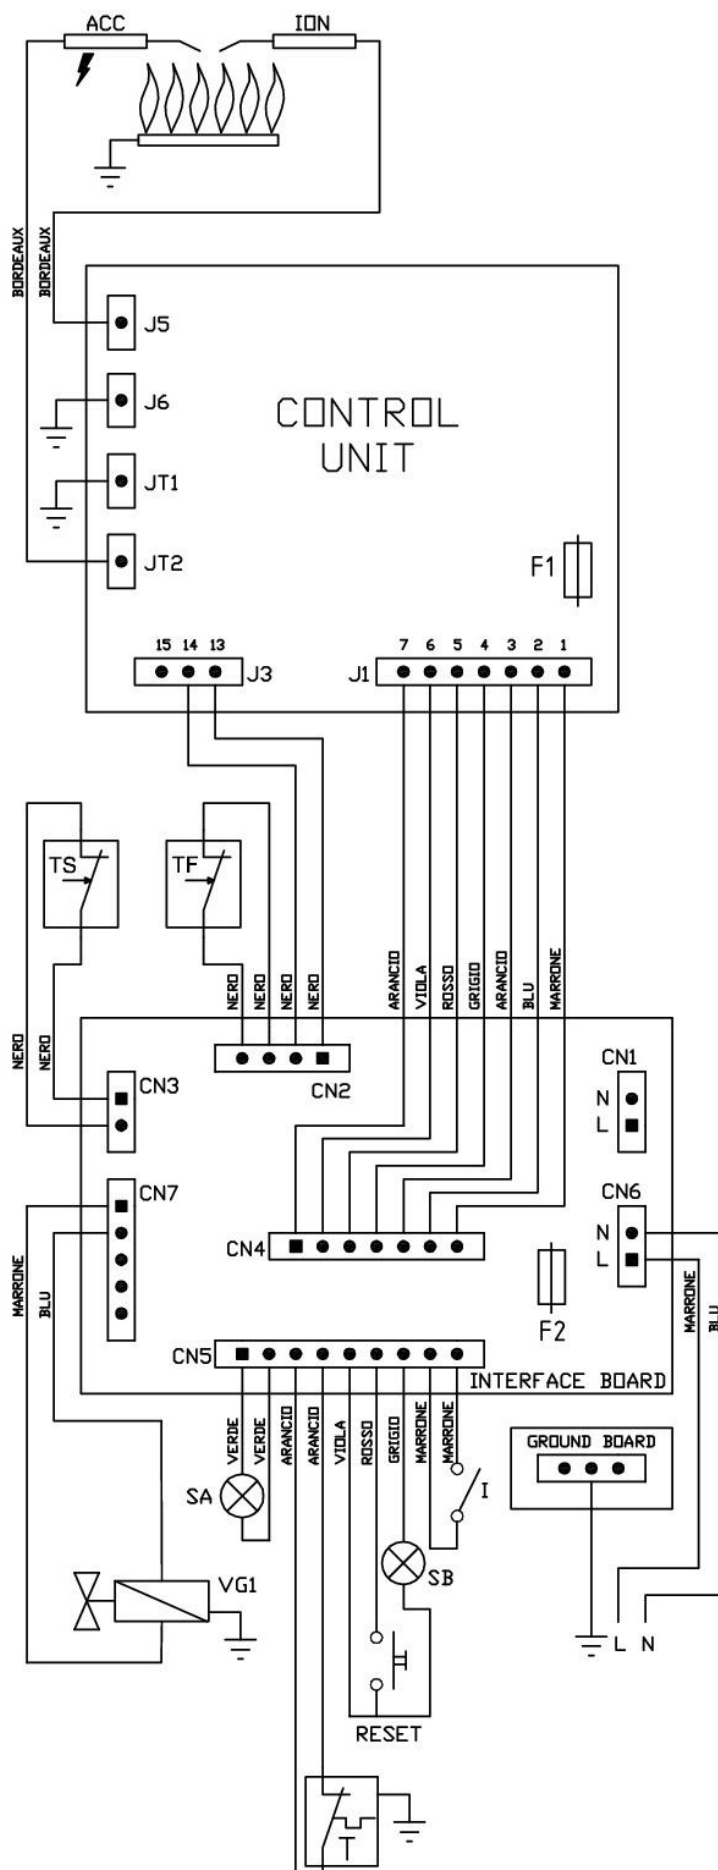 ACC
ION
BORDEAUX
BORDEAUX
J5
J6
JT1
JT2
CONTROL
UNIT
F1
15 14 13
J3
7 6 5 4 3 2 1
J1
TS
TF
NERO
NERO
NERO
NERO
ARANCIO
VIOLA
ROSSO
GRIGIO
ARANCIO
BLU
MARRONE
NERO
NERO
CN3
CN2
CN1
N
L
CN7
CN4
CN6
N
L
F2
MARRONE
BLU
MARRONE
BLU
CN5
INTERFACE BOARD
VERDE
VERDE
ARANCIO
ARANCIO
VIOLA
ROSSO
GRIGIO
MARRONE
MARRONE
GROUND BOARD
SA
I
SB
VG1
L N
RESET
T